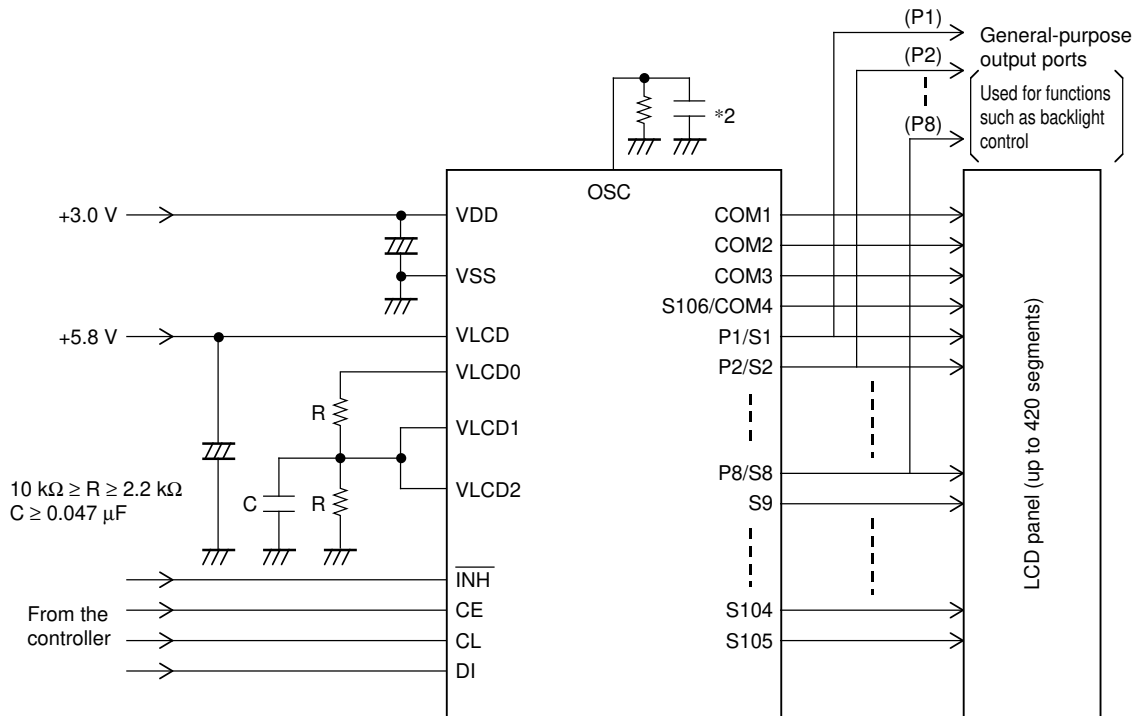 (P1)
General-purpose
output ports
(P2)
Used for functions
such as backlight
control
(P8)
*2
OSC
+3.0 V
VDD
VSS
+5.8 V
VLCD
VLCD0
R
VLCD1
VLCD2
C
R
10 kΩ ≥ R ≥ 2.2 kΩ
C ≥ 0.047 μF
INH
From the
controller
CE
CL
DI
COM1
COM2
COM3
S106/COM4
P1/S1
P2/S2
P8/S8
S9
S104
S105
LCD panel (up to 420 segments)